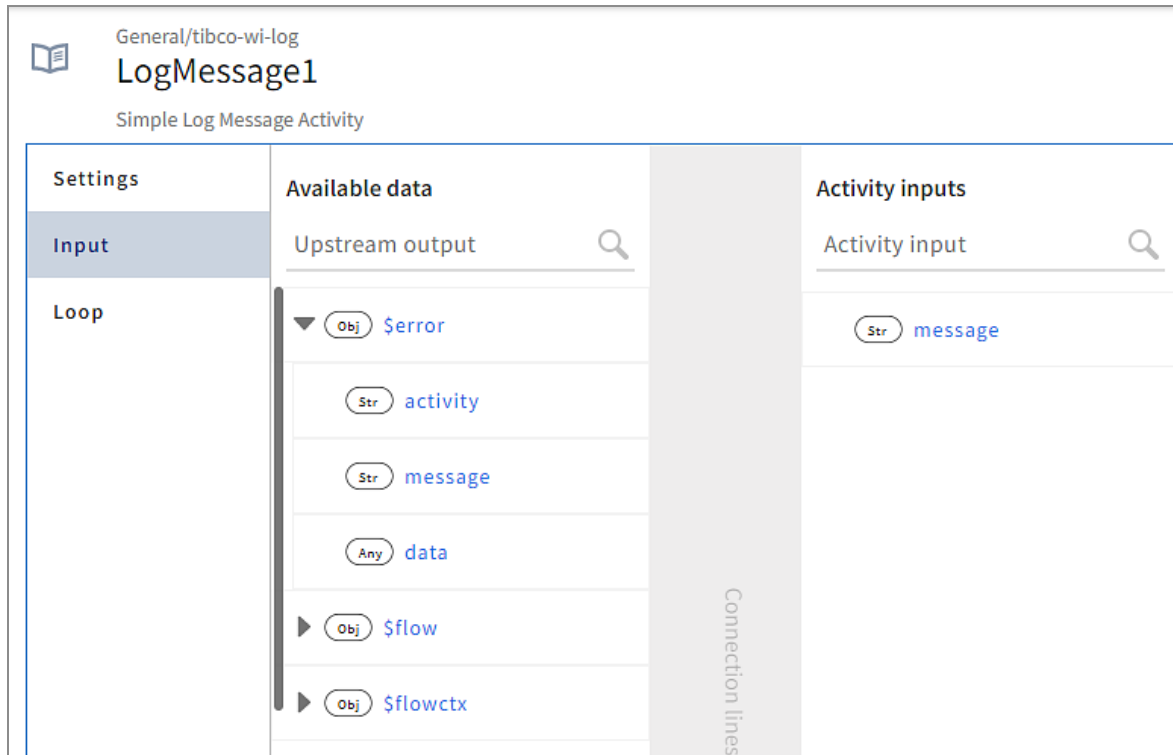 General/tibco-wi-log
LogMessage1
Simple Log Message Activity
Settings
Input
Loop
Available data
Upstream output
Obj $error
Str activity
Str message
Any data
Obj $flow
Obj $flowctx
Connection lines
Activity inputs
Activity input
Str message